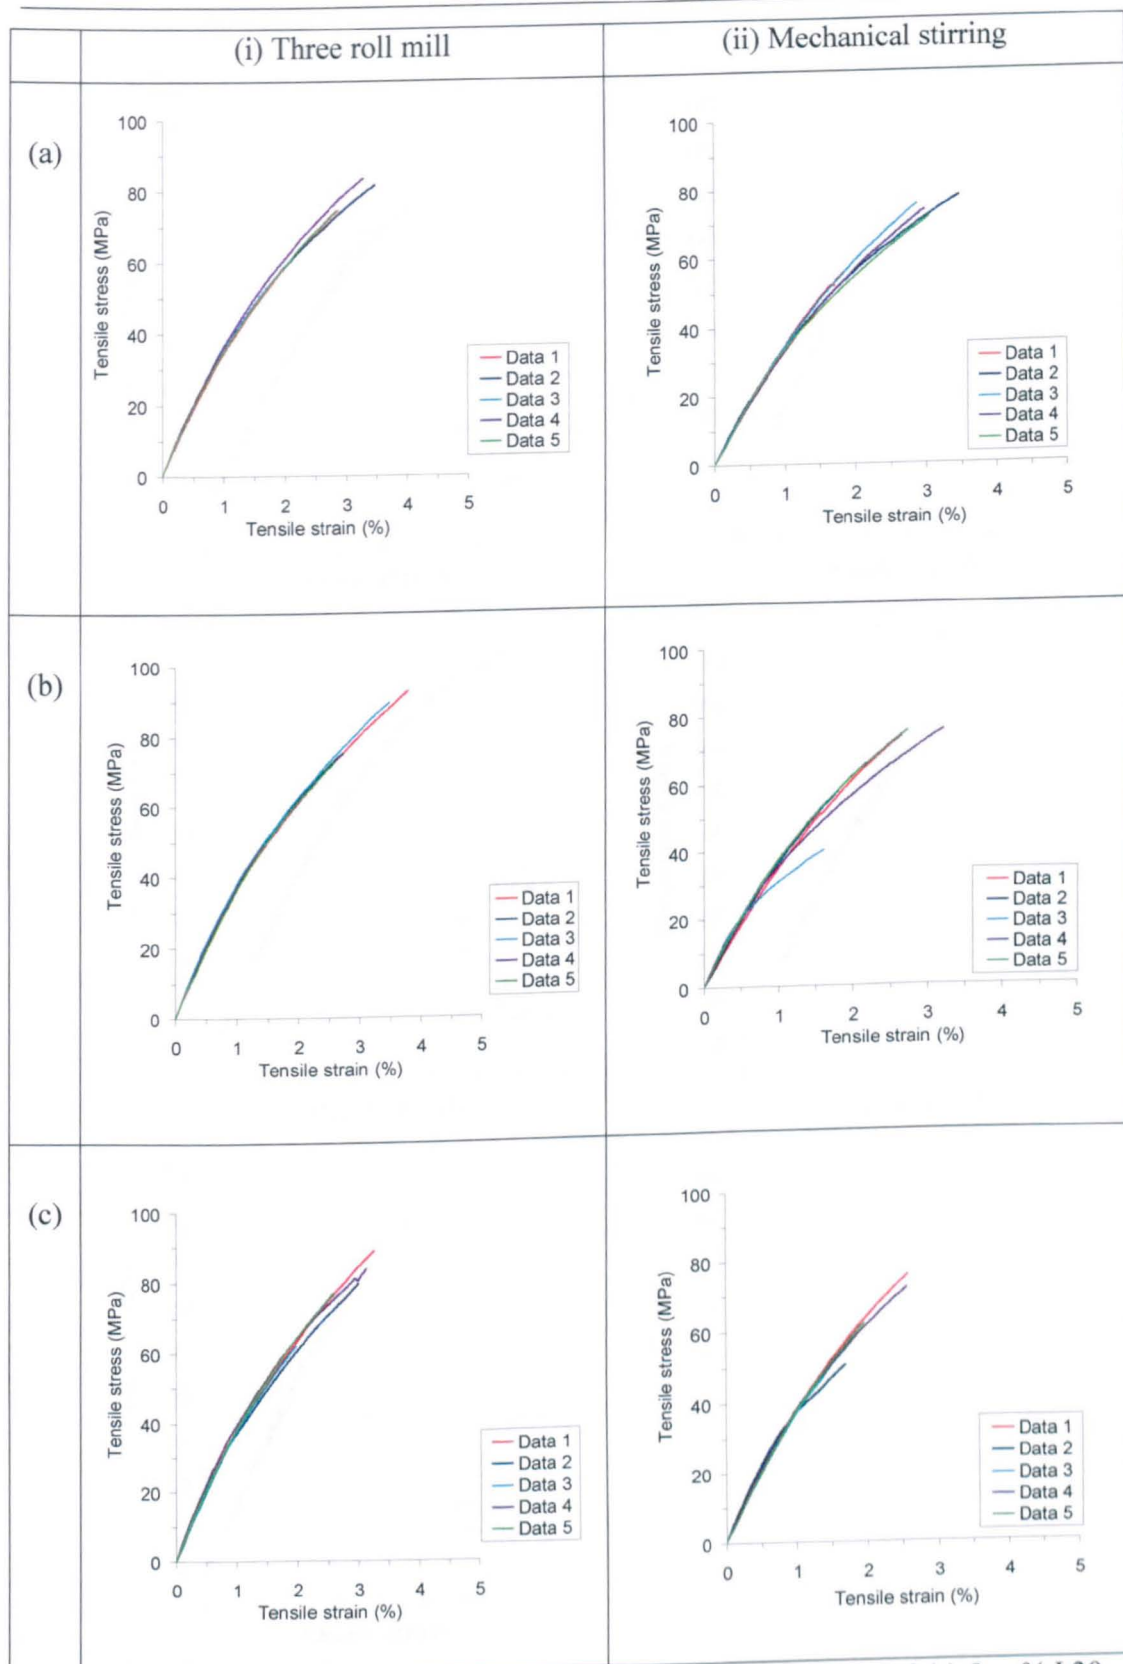 (i) Three roll mill
(ii) Mechanical stirring
(a)
100
80
60
40
20
0
Tensile stress (MPa)
0 1 2 3 4 5
Tensile strain (%)
Data 1
Data 2
Data 3
Data 4
Data 5
100
80
60
40
20
0
Tensile stress (MPa)
0 1 2 3 4 5
Tensile strain (%)
Data 1
Data 2
Data 3
Data 4
Data 5
(b)
100
80
60
40
20
0
Tensile stress (MPa)
0 1 2 3 4 5
Tensile strain (%)
Data 1
Data 2
Data 3
Data 4
Data 5
100
80
60
40
20
0
Tensile stress (MPa)
0 1 2 3 4 5
Tensile strain (%)
Data 1
Data 2
Data 3
Data 4
Data 5
(c)
100
80
60
40
20
0
Tensile stress (MPa)
0 1 2 3 4 5
Tensile strain (%)
Data 1
Data 2
Data 3
Data 4
Data 5
100
80
60
40
20
0
Tensile stress (MPa)
0 1 2 3 4 5
Tensile strain (%)
Data 1
Data 2
Data 3
Data 4
Data 5